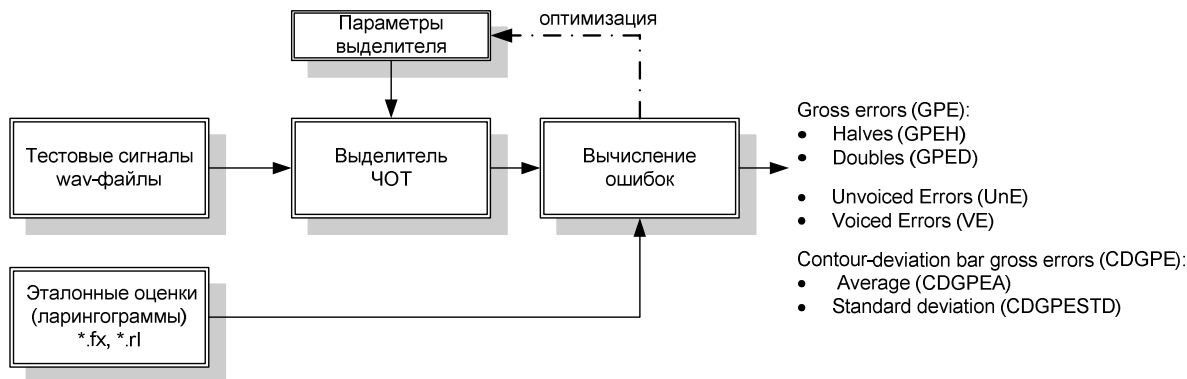 Параметры
выделителя
оптимизация
Тестовые сигналы
wav-файлы
Выделитель
ЧОТ
Вычисление
ошибок
Эталонные оценки
(ларингограммы)
*.fx, *.rl
Gross errors (GPE):
• Halves (GPEH)
• Doubles (GPED)
• Unvoiced Errors (UnE)
• Voiced Errors (VE)
Contour-deviation bar gross errors (CDGPE):
• Average (CDGPEA)
• Standard deviation (CDGPESTD)